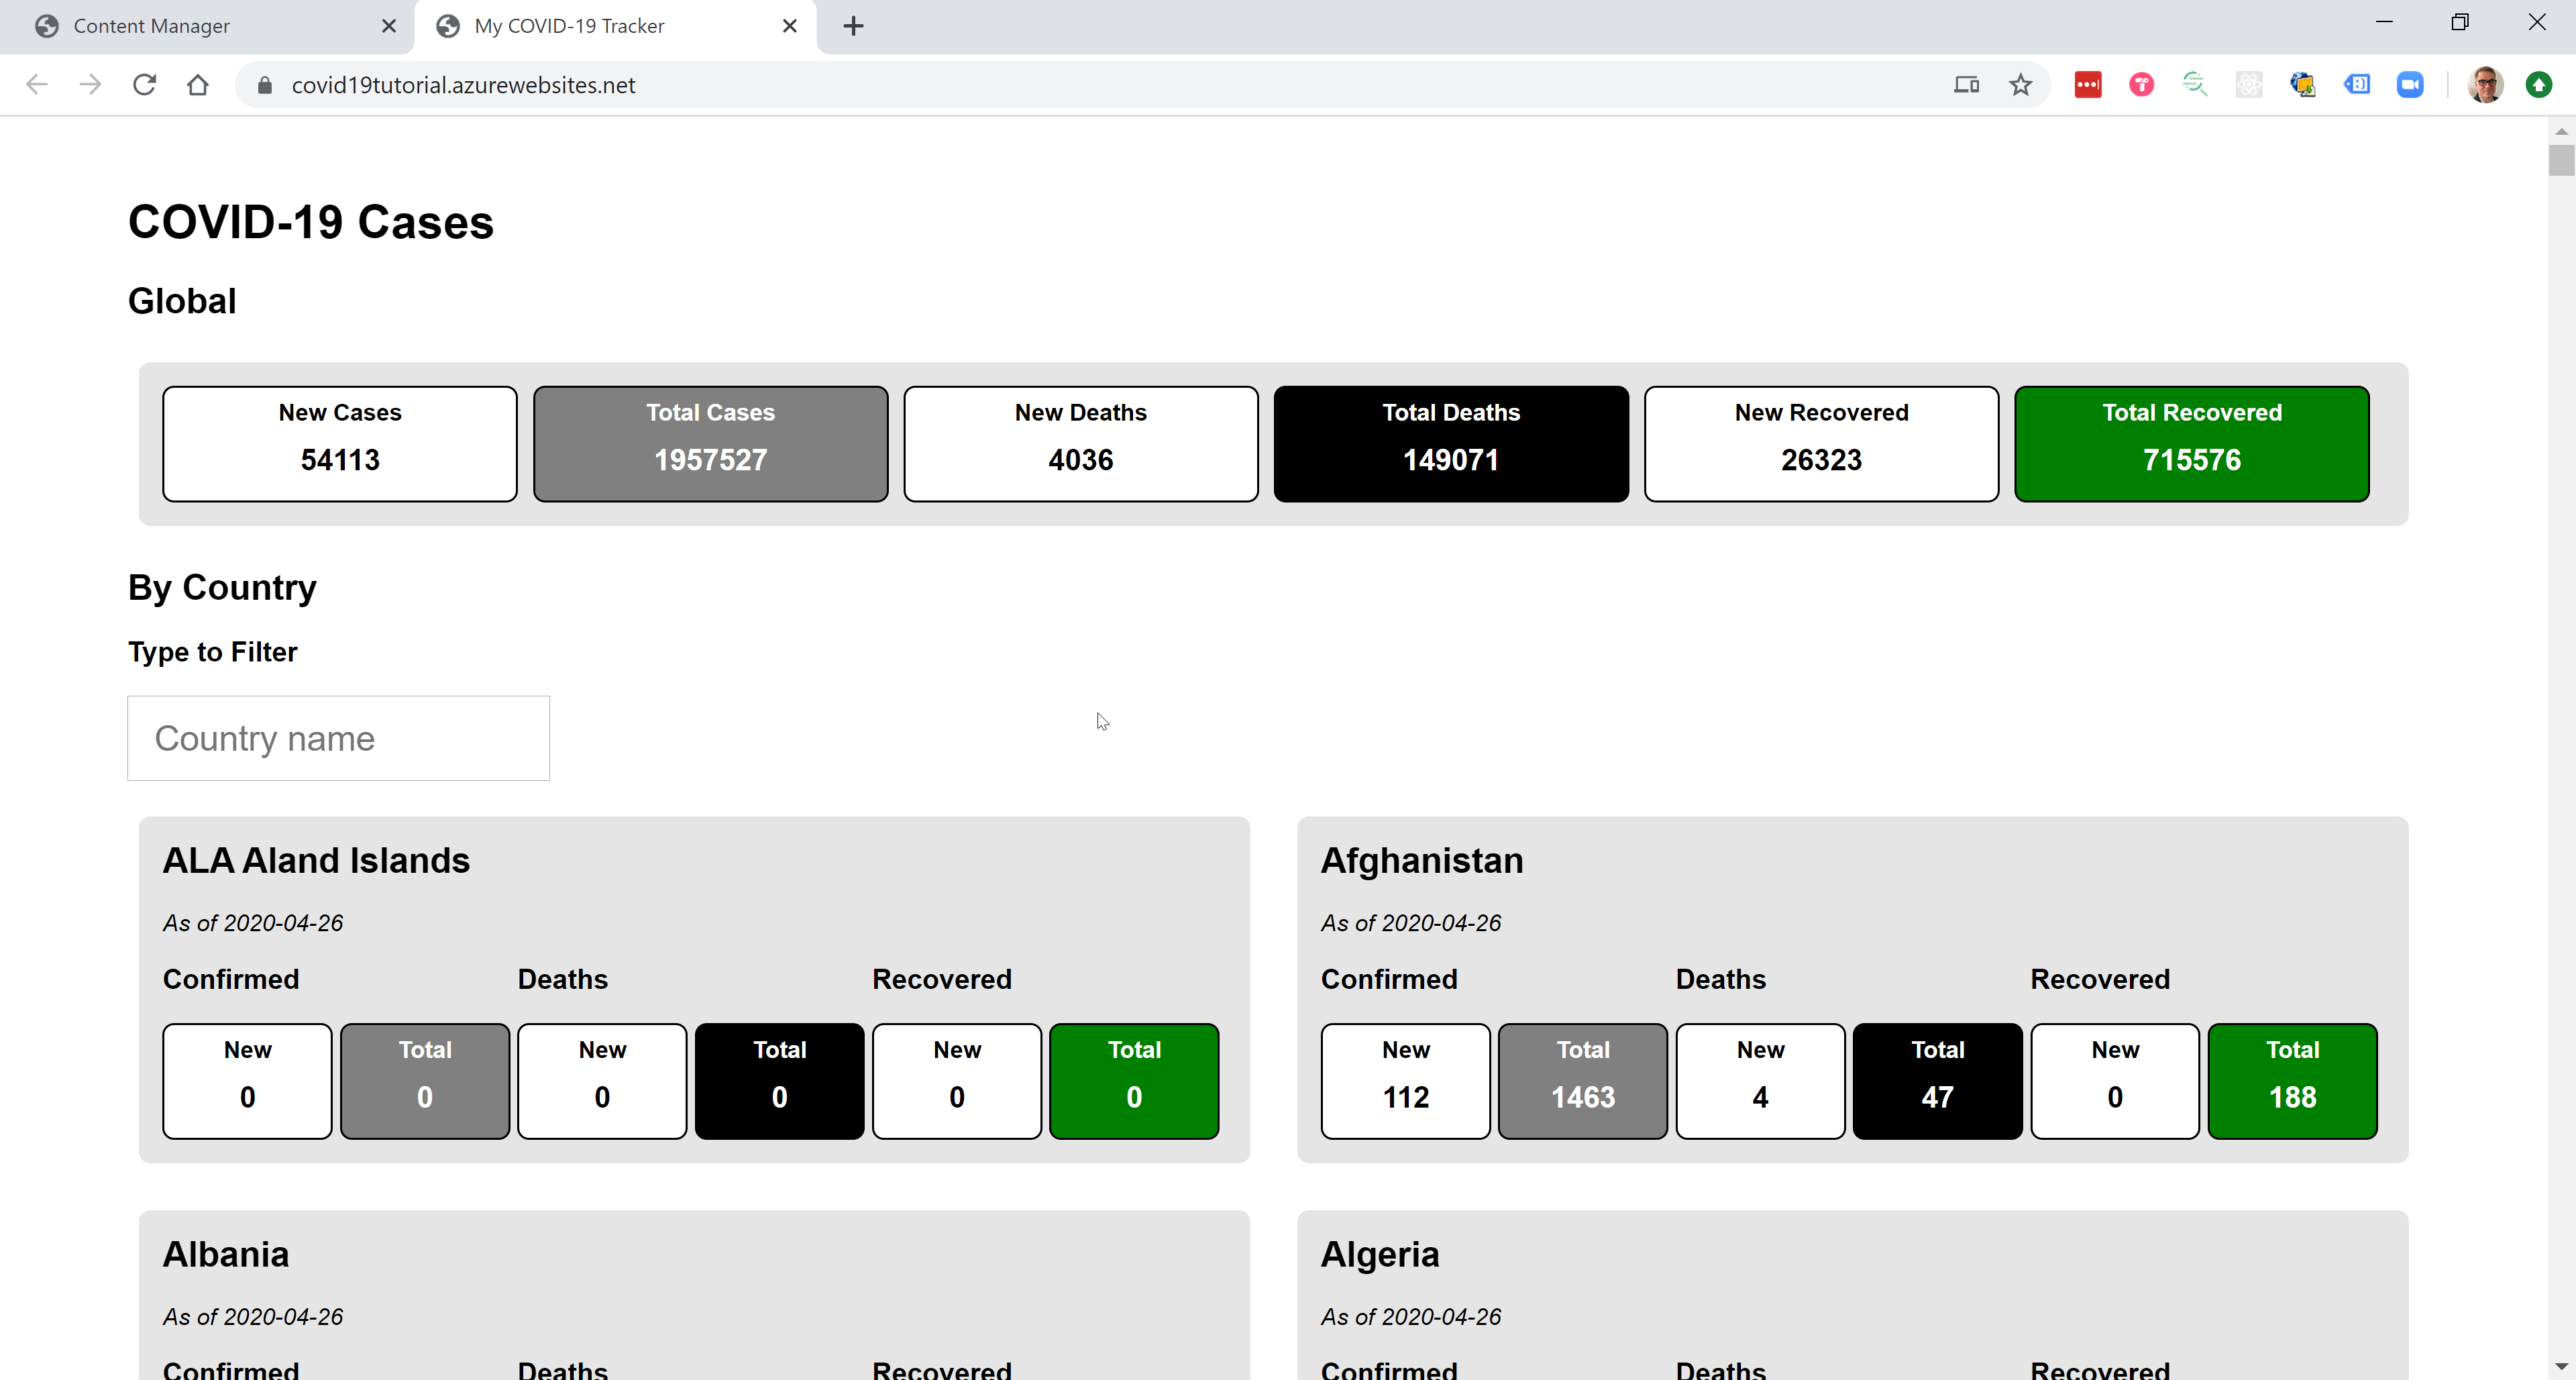 Content Manager
My COVID-19 Tracker
covid19tutorial.azurewebsites.net
COVID-19 Cases
Global
New Cases
54113
Total Cases
1957527
New Deaths
4036
Total Deaths
149071
New Recovered
26323
Total Recovered
715576
By Country
Type to Filter
Country name
ALA Aland Islands
As of 2020-04-26
Confirmed
Deaths
Recovered
New
0
Total
0
New
0
Total
0
New
0
Total
0
Afghanistan
As of 2020-04-26
Confirmed
Deaths
Recovered
New
112
Total
1463
New
4
Total
47
New
0
Total
188
Albania
As of 2020-04-26
Confirmed
Deaths
Recovered
Algeria
As of 2020-04-26
Confirmed
Deaths
Recovered